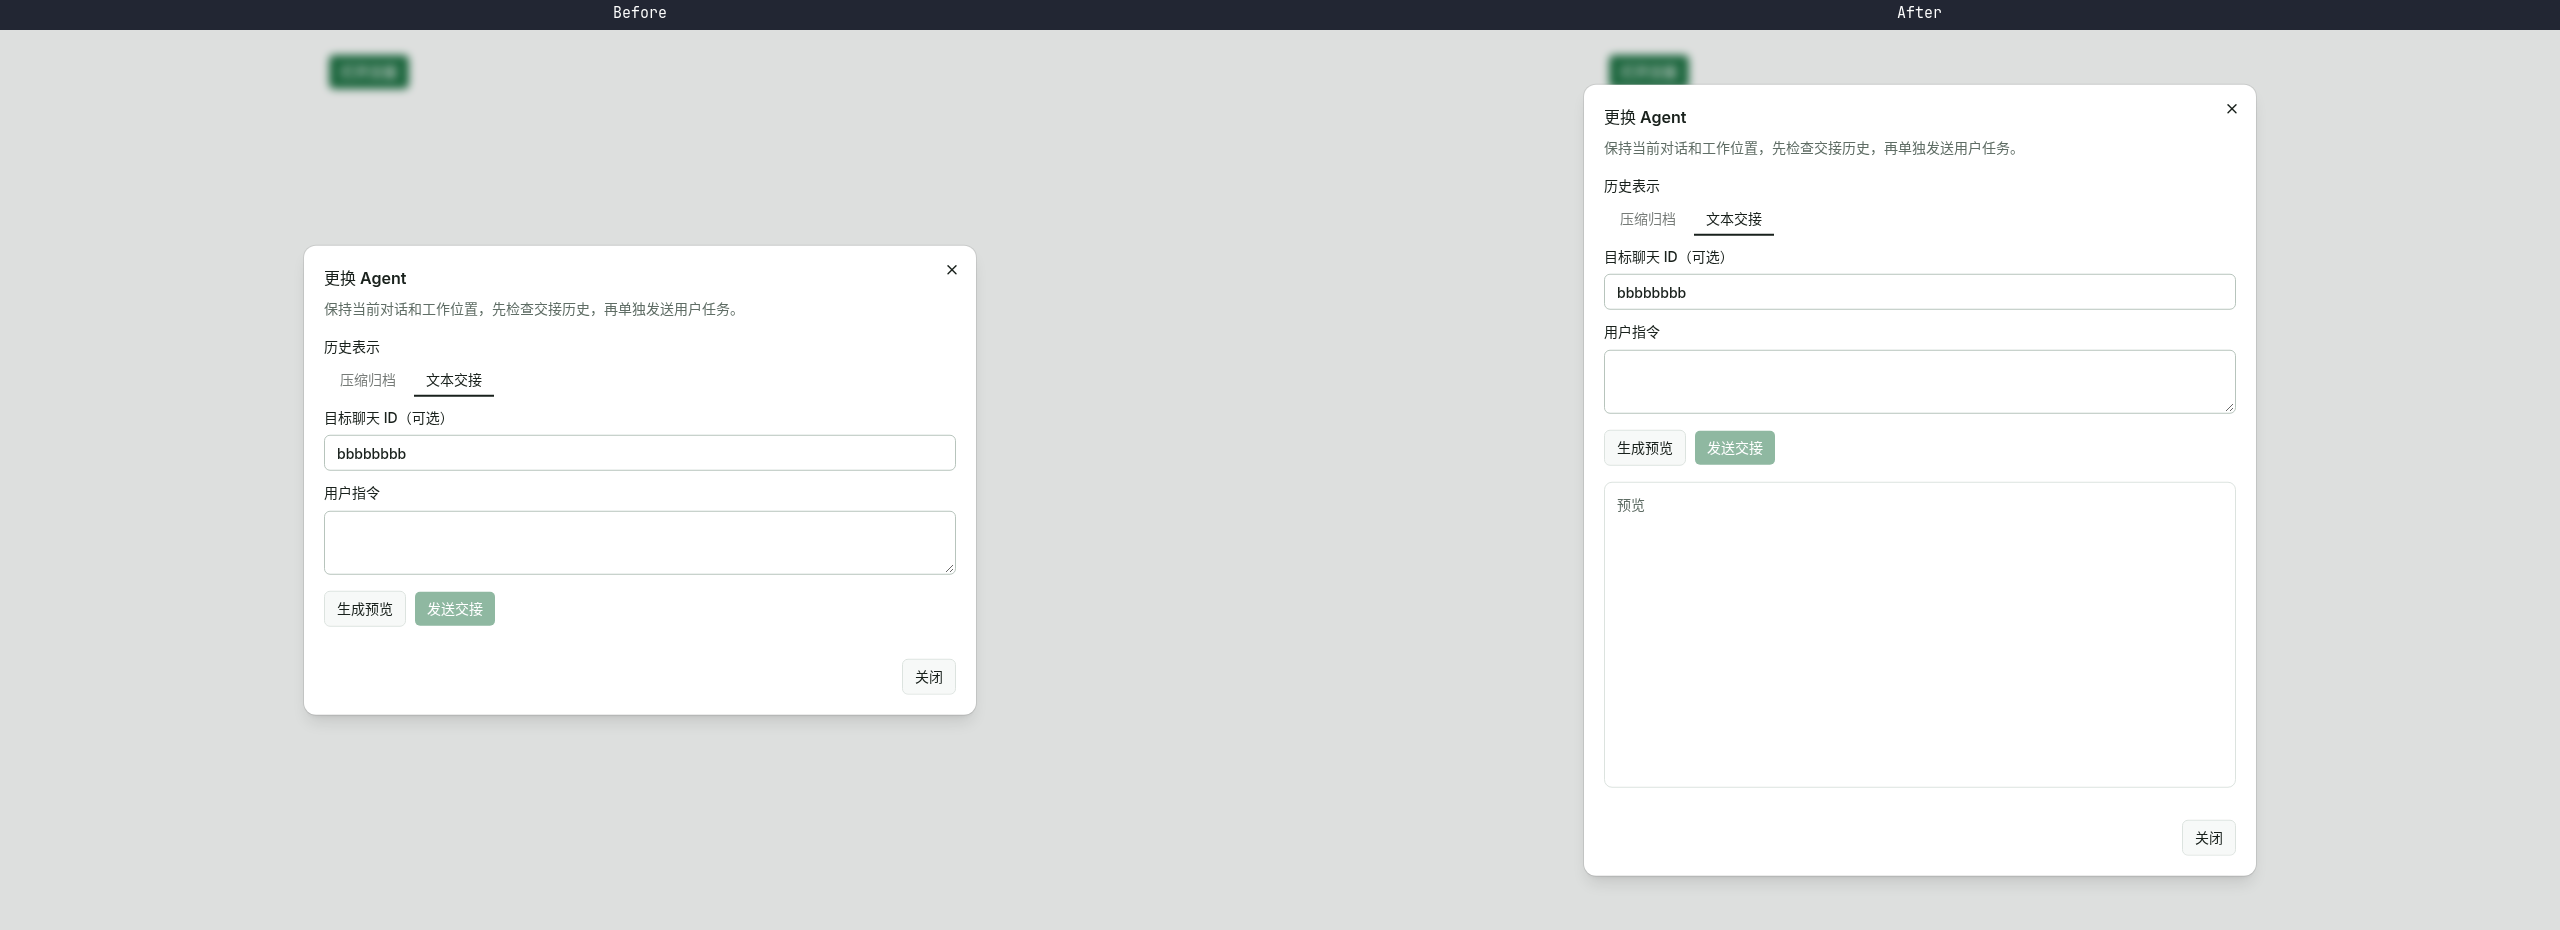 Before
更换 Agent
保持当前对话和工作位置，先检查交接历史，再单独发送用户任务。
历史表示
压缩归档 文本交接
目标聊天 ID（可选）
bbbbbbbb
用户指令
生成预览 发送交接
关闭
After
更换 Agent
保持当前对话和工作位置，先检查交接历史，再单独发送用户任务。
历史表示
压缩归档 文本交接
目标聊天 ID（可选）
bbbbbbbb
用户指令
生成预览 发送交接
预览
关闭